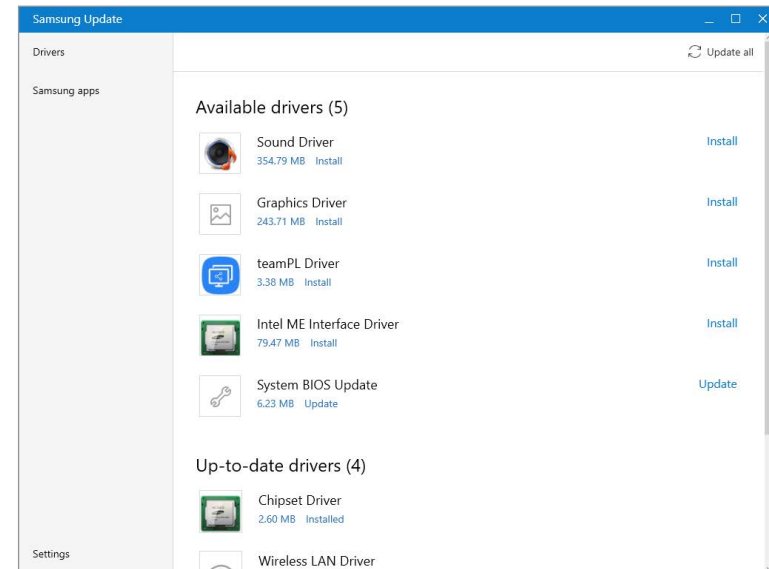 Samsung Update
Drivers
Update all
Samsung apps
Available drivers (5)
Sound Driver
354.79 MB Install
Install
Graphics Driver
243.71 MB Install
Install
teamPL Driver
3.38 MB Install
Install
Intel ME Interface Driver
79.47 MB Install
Install
System BIOS Update
6.23 MB Update
Update
Up-to-date drivers (4)
Chipset Driver
2.60 MB Installed
Wireless LAN Driver
Settings